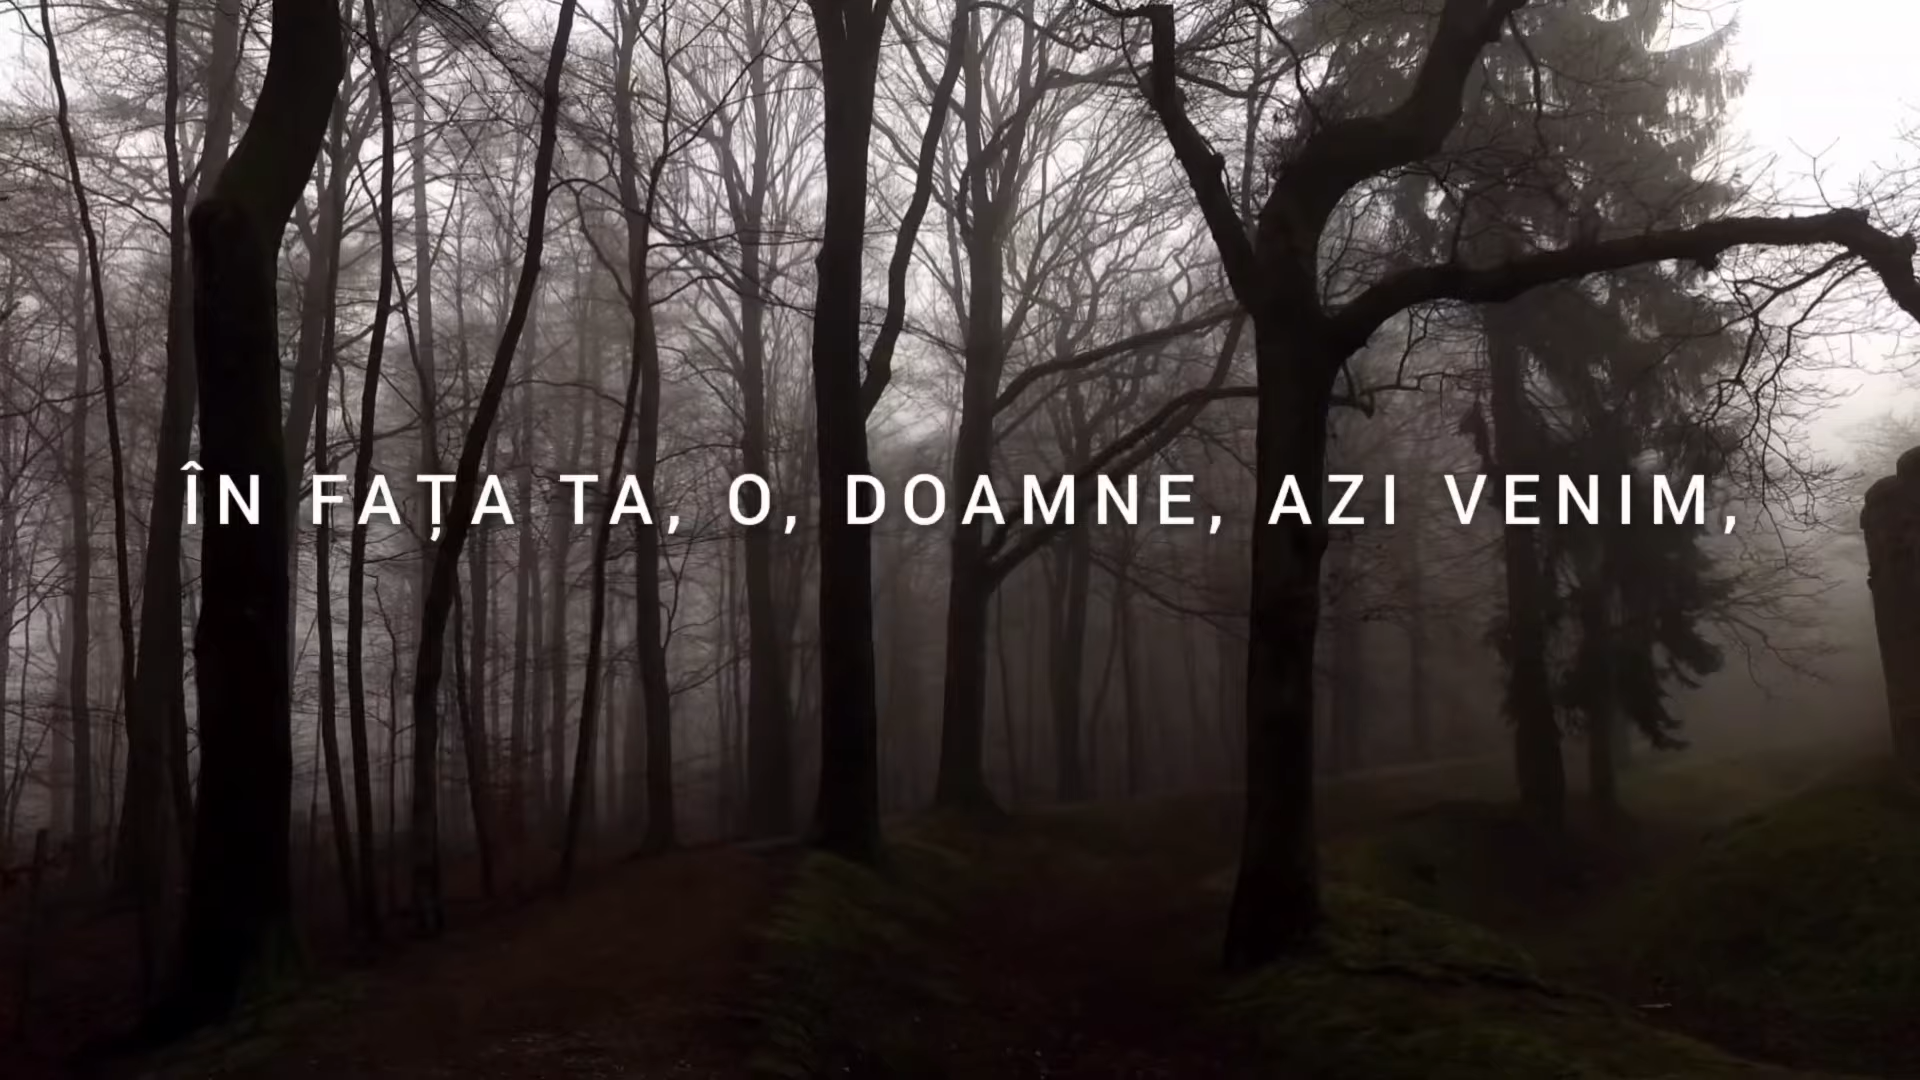 ÎN FAȚA TA, O, DOAMNE, AZI VENIM,